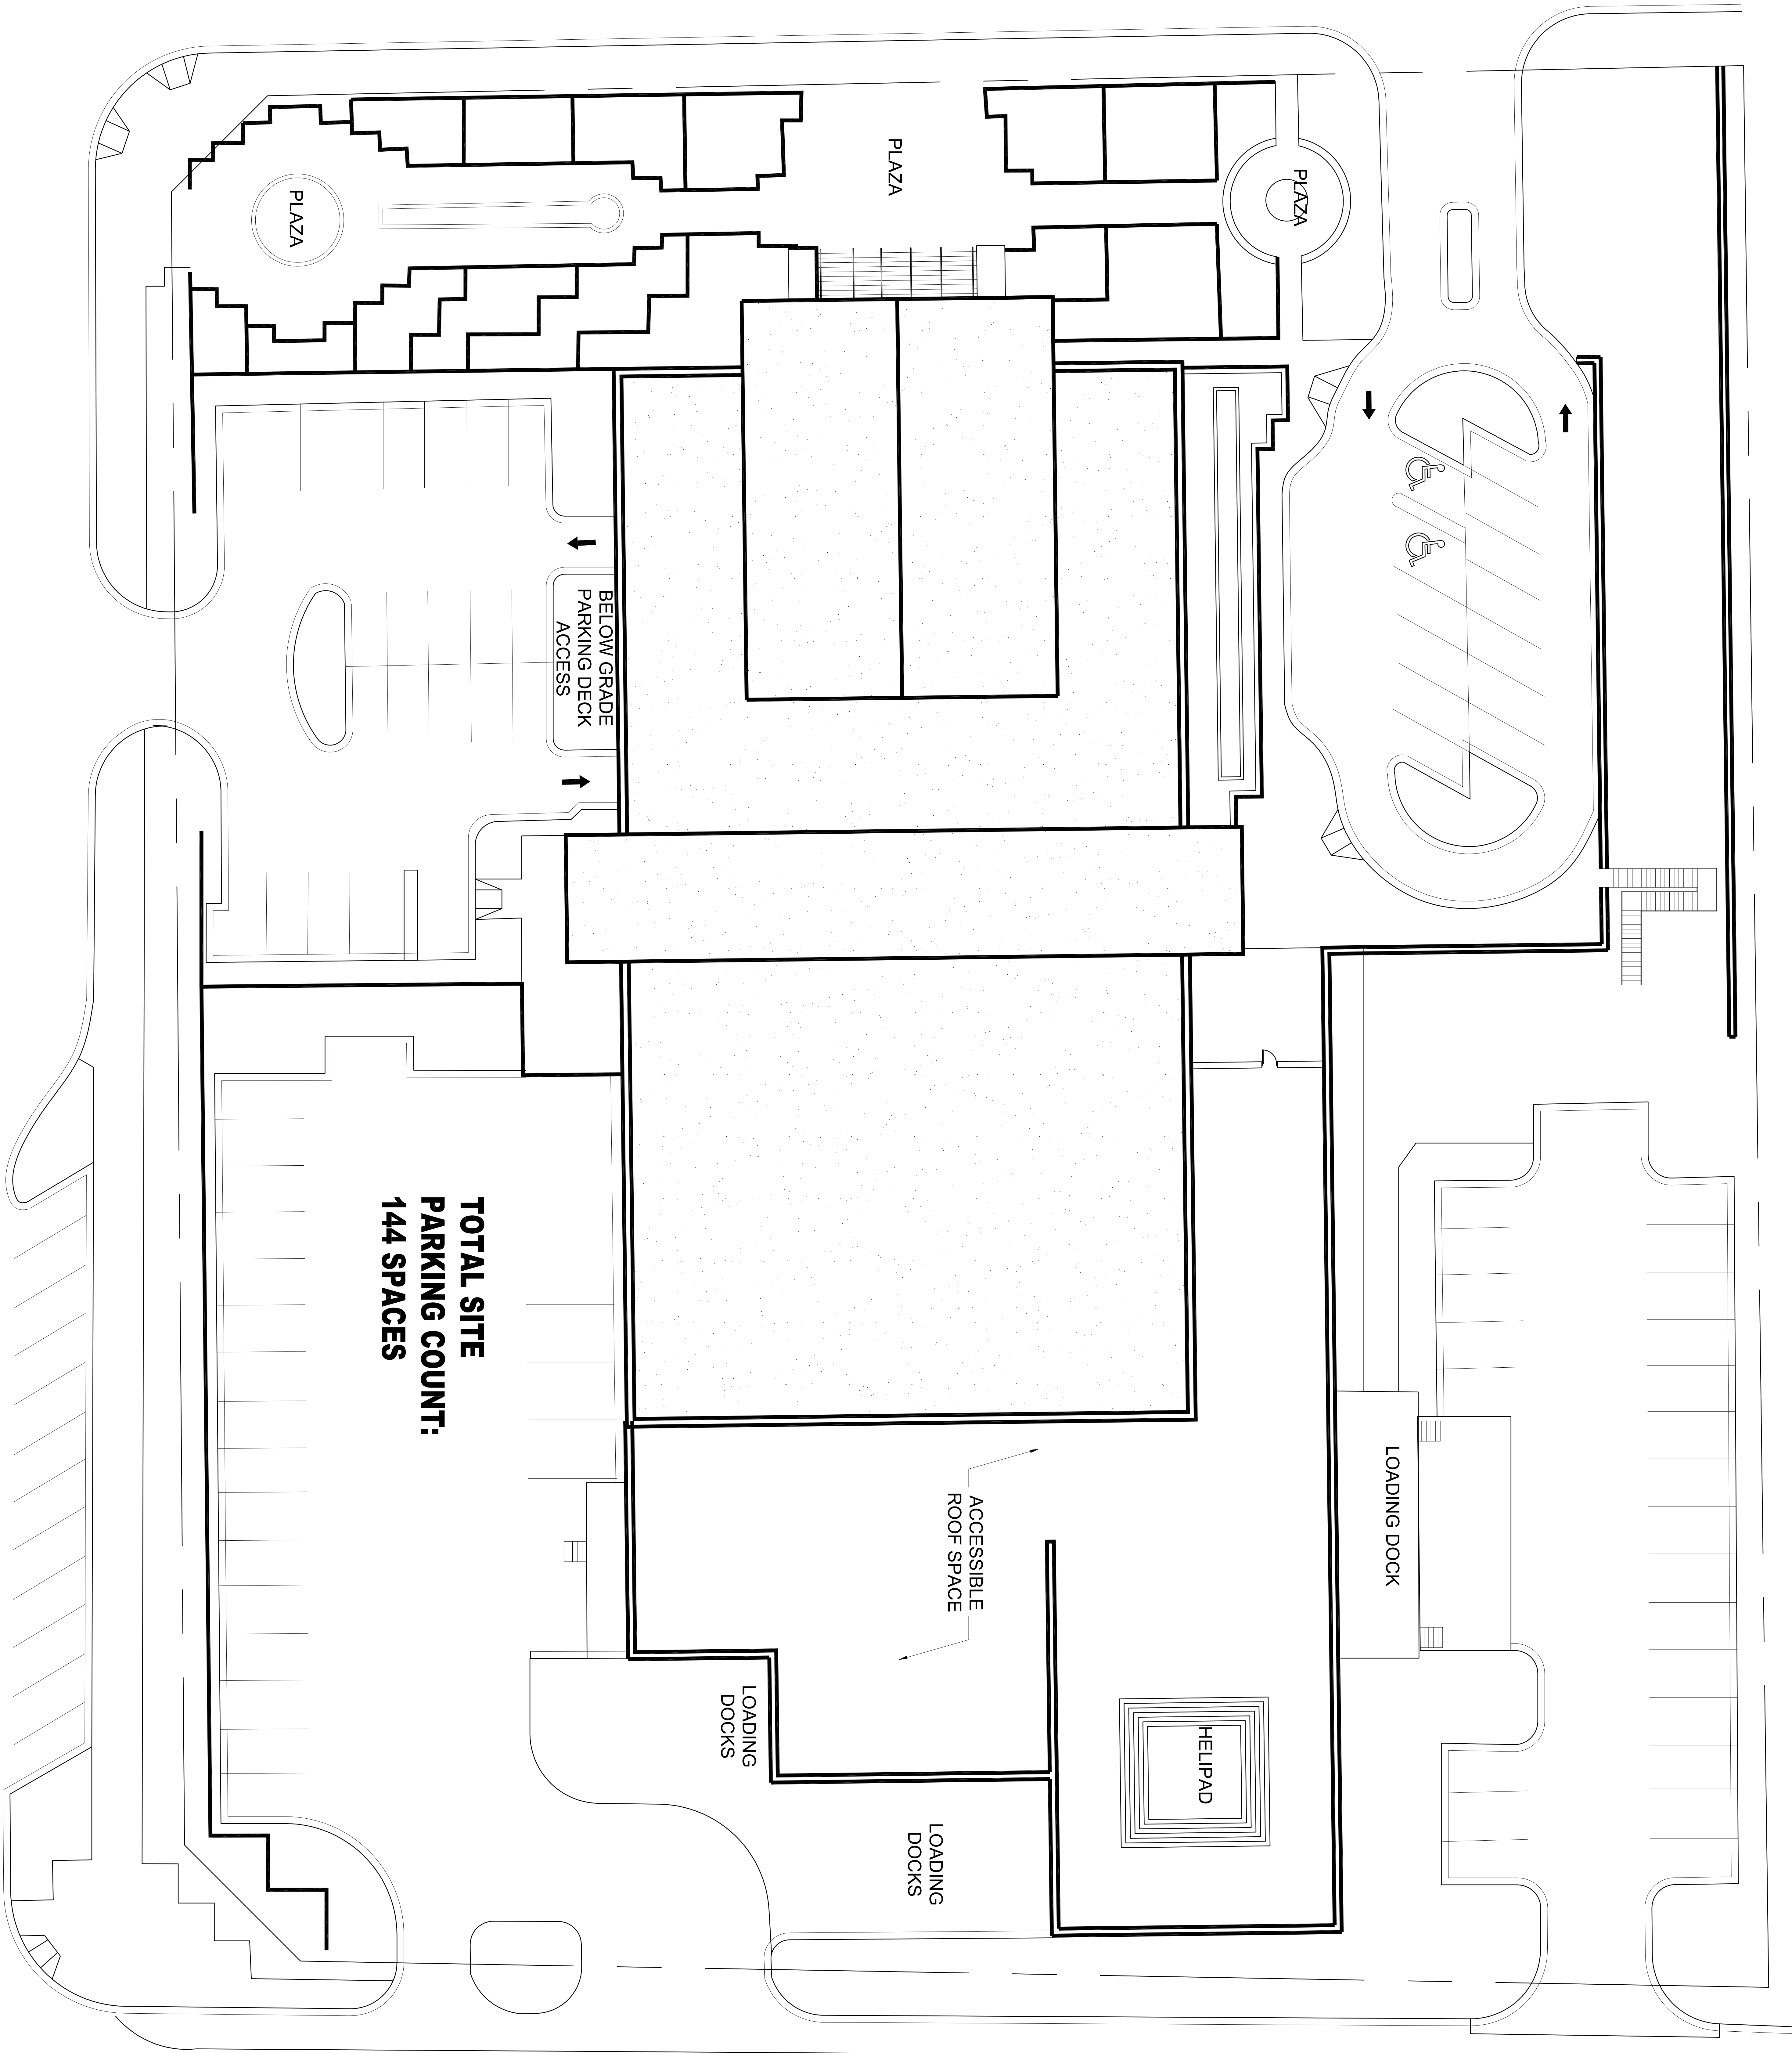 PLAZA
PLAZA
PLAZA
BELOW GRADE
PARKING DECK
ACCESS
TOTAL SITE
PARKING COUNT:
144 SPACES
ACCESSIBLE
ROOF SPACE
LOADING DOCK
LOADING
DOCKS
HELIPAD
LOADING
DOCKS